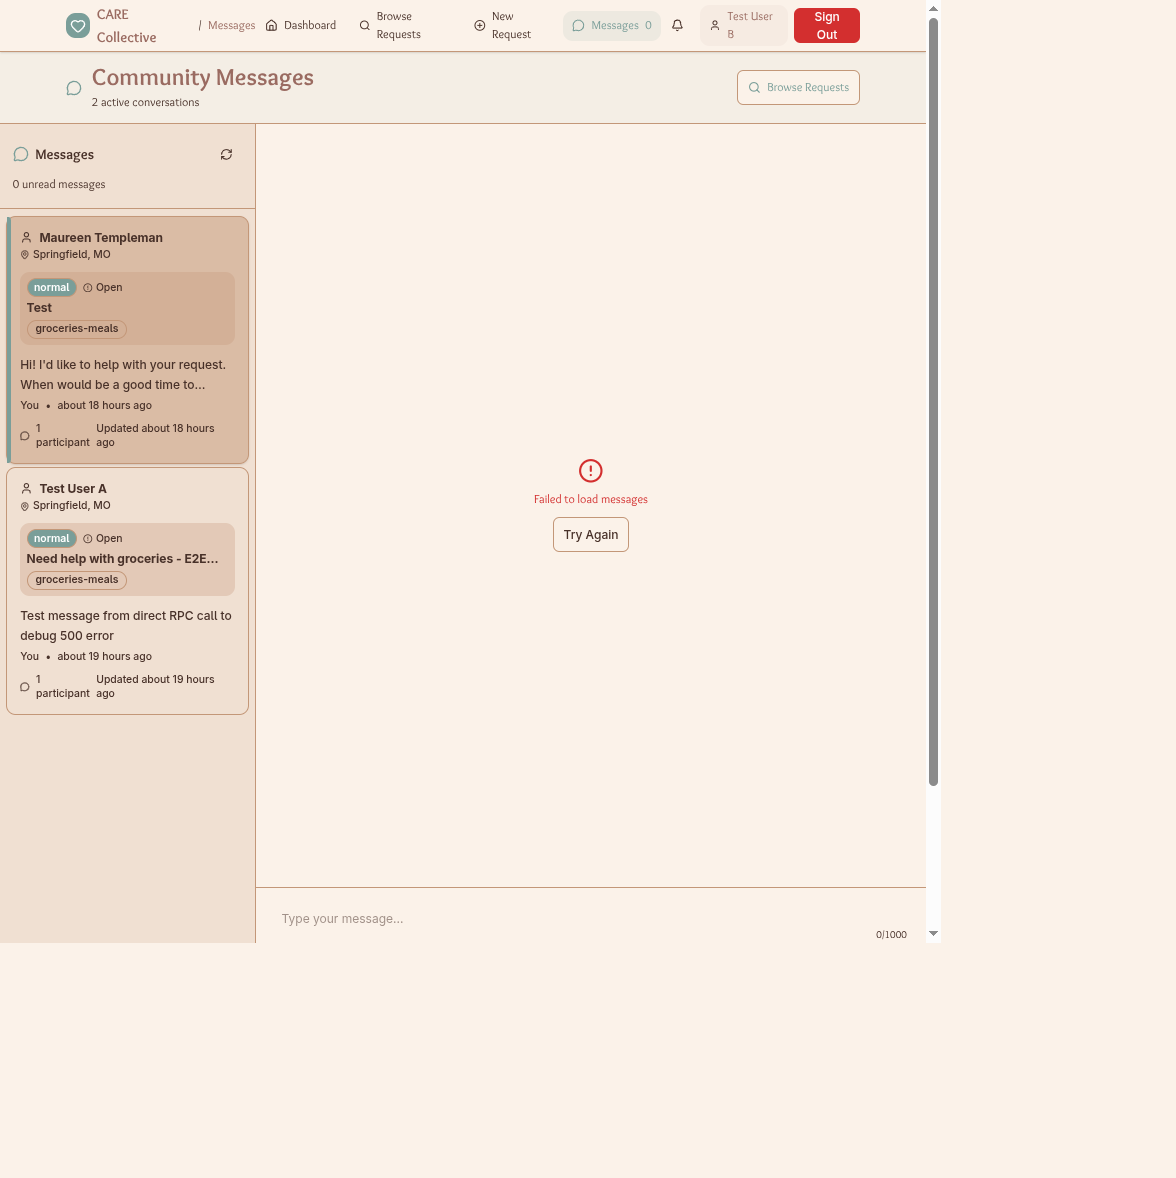 CARE
Collective
/ Messages
Dashboard
Browse
Requests
New
Request
Messages 0
Test User
B
Sign
Out
Community Messages
2 active conversations
Browse Requests
Messages
0 unread messages
Maureen Templeman
Springfield, MO
normal Open
Test
groceries-meals
Hi! I'd like to help with your request.
When would be a good time to...
You • about 18 hours ago
1
participant
Updated about 18 hours
ago
Test User A
Springfield, MO
normal Open
Need help with groceries - E2E...
groceries-meals
Test message from direct RPC call to
debug 500 error
You • about 19 hours ago
1
participant
Updated about 19 hours
ago
Failed to load messages
Try Again
Type your message...
0/1000